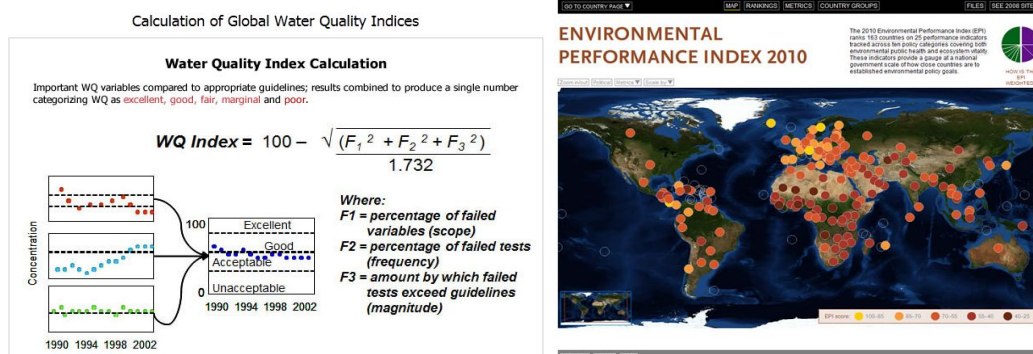 Calculation of Global Water Quality Indices
Water Quality Index Calculation
Important WQ variables compared to appropriate guidelines; results combined to produce a single number
categorizing WQ as excellent, good, fair, marginal and poor.
WQ Index = 100 – √(F₁ ² + F₂ ² + F₃ ²)
1.732
Where:
F1 = percentage of failed
variables (scope)
F2 = percentage of failed tests
(frequency)
F3 = amount by which failed
tests exceed guidelines
(magnitude)
Concentration
100
Excellent
Good
Acceptable
Unacceptable
0
1990 1994 1998 2002
1990 1994 1998 2002
GO TO COUNTRY PAGE ▼
MAP RANKINGS METRICS COUNTRY GROUPS
FILES SEE 2008 SITE
ENVIRONMENTAL
PERFORMANCE INDEX 2010
The 2010 Environmental Performance Index (EPI)
ranks 163 countries on 25 performance indicators
tracked across ten policy categories covering both
environmental public health and ecosystem vitality.
These indicators provide a gauge at a national
government scale of how close countries are to
established environmental policy goals.
HOW IS THE
EPI
WEIGHTED
EPI score